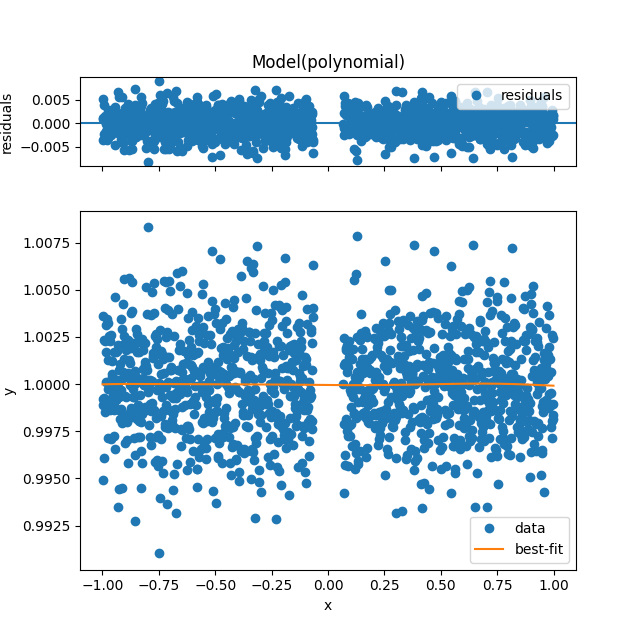 Model(polynomial)
residuals
0.005
0.000
−0.005
residuals
y
1.0075
1.0050
1.0025
1.0000
0.9975
0.9950
0.9925
data
best-fit
−1.00 −0.75 −0.50 −0.25 0.00 0.25 0.50 0.75 1.00
x